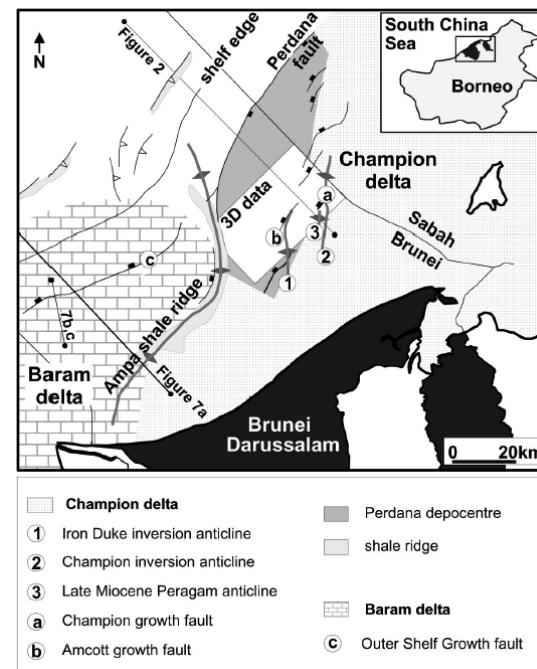 South China
Sea
Borneo
N
Figure 2
shelf edge
Perdana
fault
Champion
delta
3D data
a
b
3
2
1
c
7b,c
Sabah
Brunei
Ampa shale ridge
Baram
delta
Figure 7a
Brunei
Darussalam
0 20km
Champion delta
1 Iron Duke inversion anticline
2 Champion inversion anticline
3 Late Miocene Peragam anticline
a Champion growth fault
b Amcott growth fault
Perdana depocentre
shale ridge
Baram delta
c Outer Shelf Growth fault